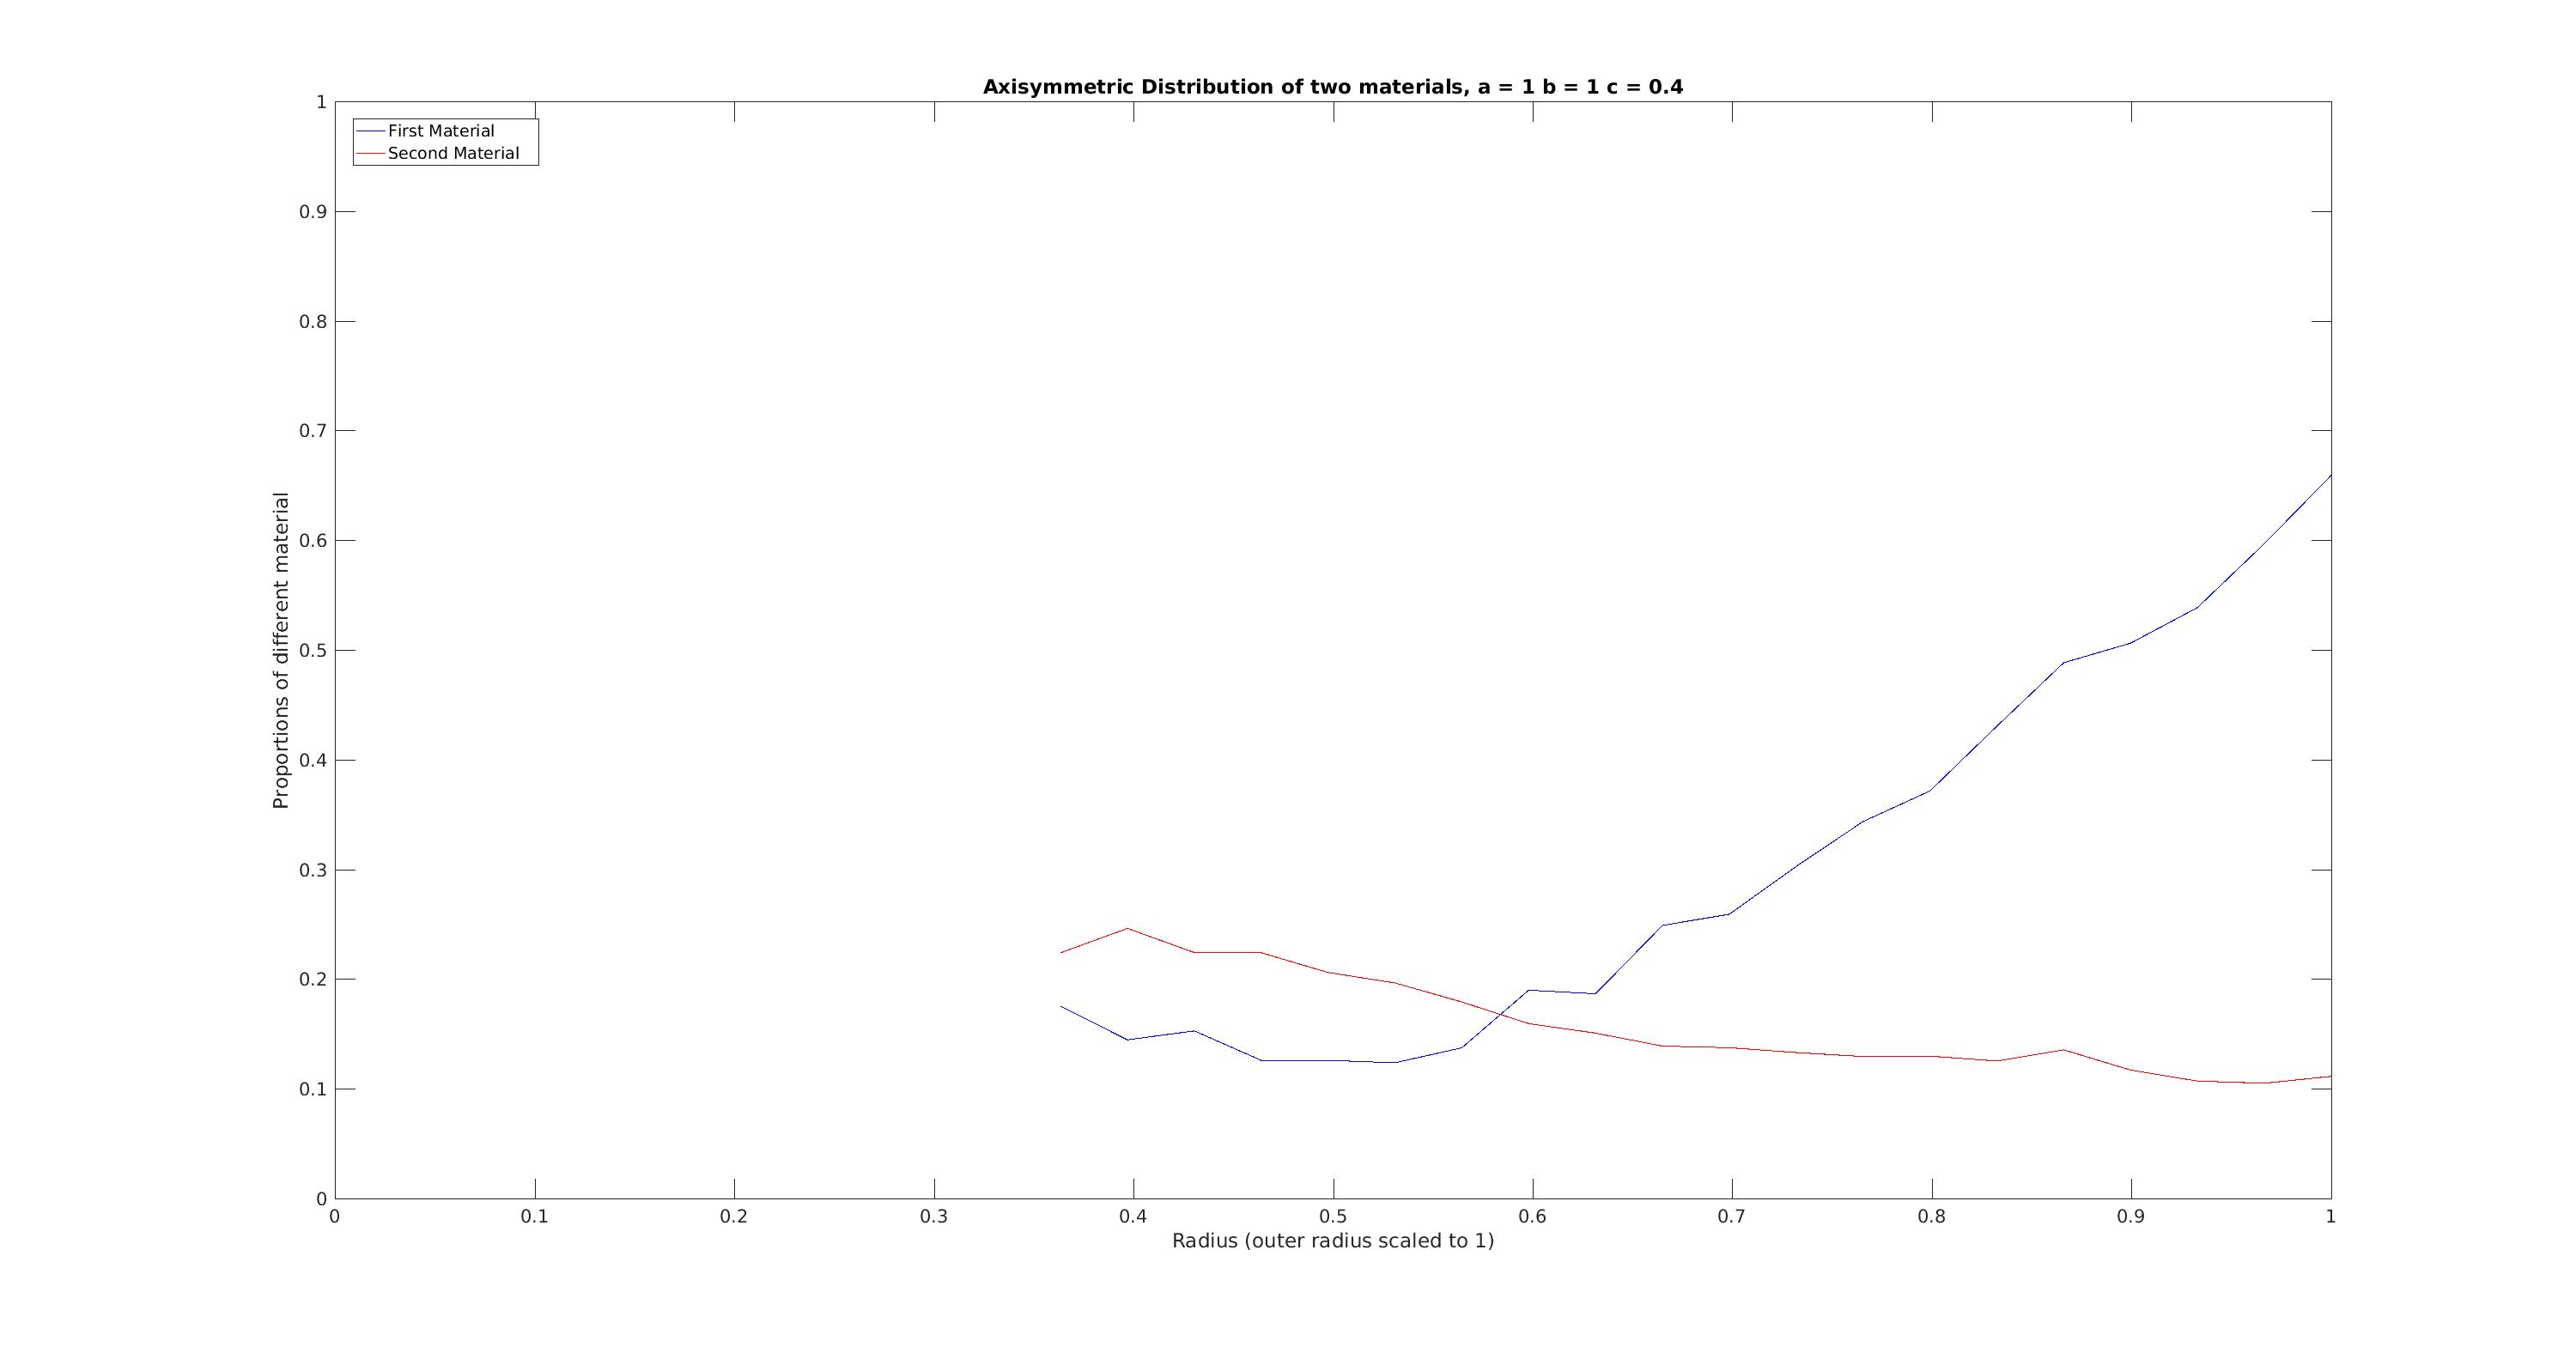 Axisymmetric Distribution of two materials, a = 1 b = 1 c = 0.4
First Material
Second Material
1
0.9
0.8
0.7
0.6
0.5
0.4
0.3
0.2
0.1
0
Proportions of different material
0 0.1 0.2 0.3 0.4 0.5 0.6 0.7 0.8 0.9 1
Radius (outer radius scaled to 1)